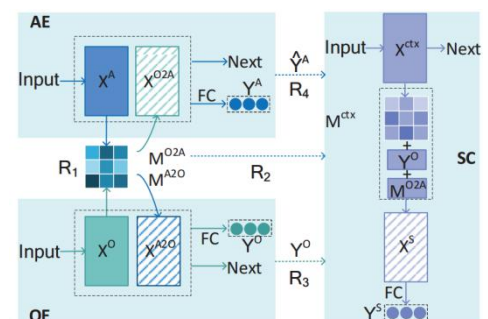 AE
Input
X^A
X^O2A
Next
FC
Y^A
Ŷ^A
R_4
R_1
M^O2A
M^A2O
R_2
Input
X^O
X^A2O
FC
Y^O
Next
OE
Y^O
R_3
Input
X^ctx
Next
M^ctx
+
Y^O
+
M^O2A
SC
X^S
FC
Y^S